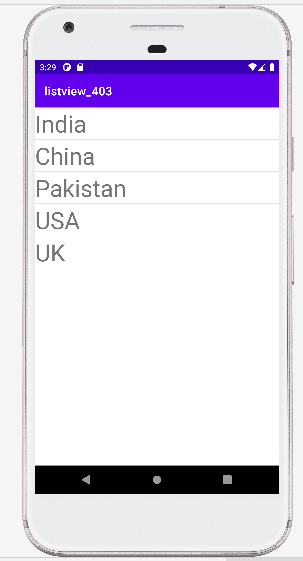 3:29
listview_403
India
China
Pakistan
USA
UK